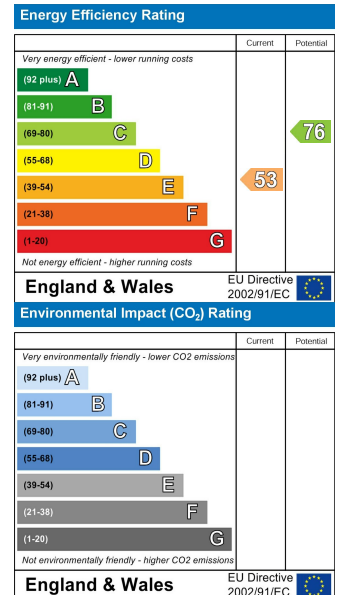 Energy Efficiency Rating
Current Potential
Very energy efficient - lower running costs
(92 plus) A
(81-91) B
(69-80) C
76
(55-68) D
(39-54) E
53
(21-38) F
(1-20) G
Not energy efficient - higher running costs
England & Wales
EU Directive
2002/91/EC
Environmental Impact (CO₂) Rating
Current Potential
Very environmentally friendly - lower CO2 emissions
(92 plus) A
(81-91) B
(69-80) C
(55-68) D
(39-54) E
(21-38) F
(1-20) G
Not environmentally friendly - higher CO2 emissions
England & Wales
EU Directive
2002/91/EC